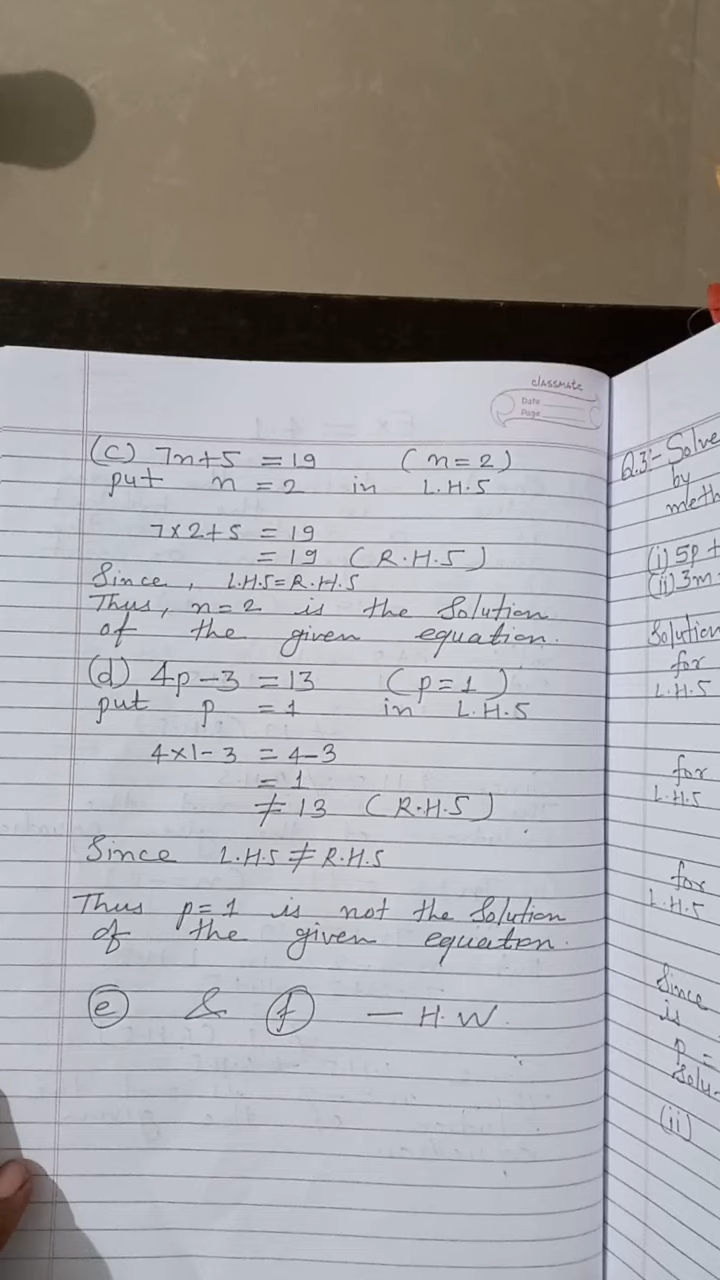 classmate
Date
Page
(c) 7n+5 = 19 (n=2)
put n = 2 in L.H.S
7×2+5 = 19
= 19 (R.H.S)
Since, L.H.S=R.H.S
Thus, n=2 is the Solution
of the given equation.
(d) 4p-3 = 13 (p=1)
put p = 1 in L.H.S
4×1-3 = 4-3
= 1
≠ 13 (R.H.S)
Since L.H.S ≠ R.H.S
Thus p=1 is not the Solution
of the given equation.
(e) & (f) — H.W.
Q.3:- Solve
by
meth
(i) 5p +
(ii) 3m
Solution
for
L.H.S
for
L.H.S
for
L.H.S
Since
is
p =
Solu
(ii)